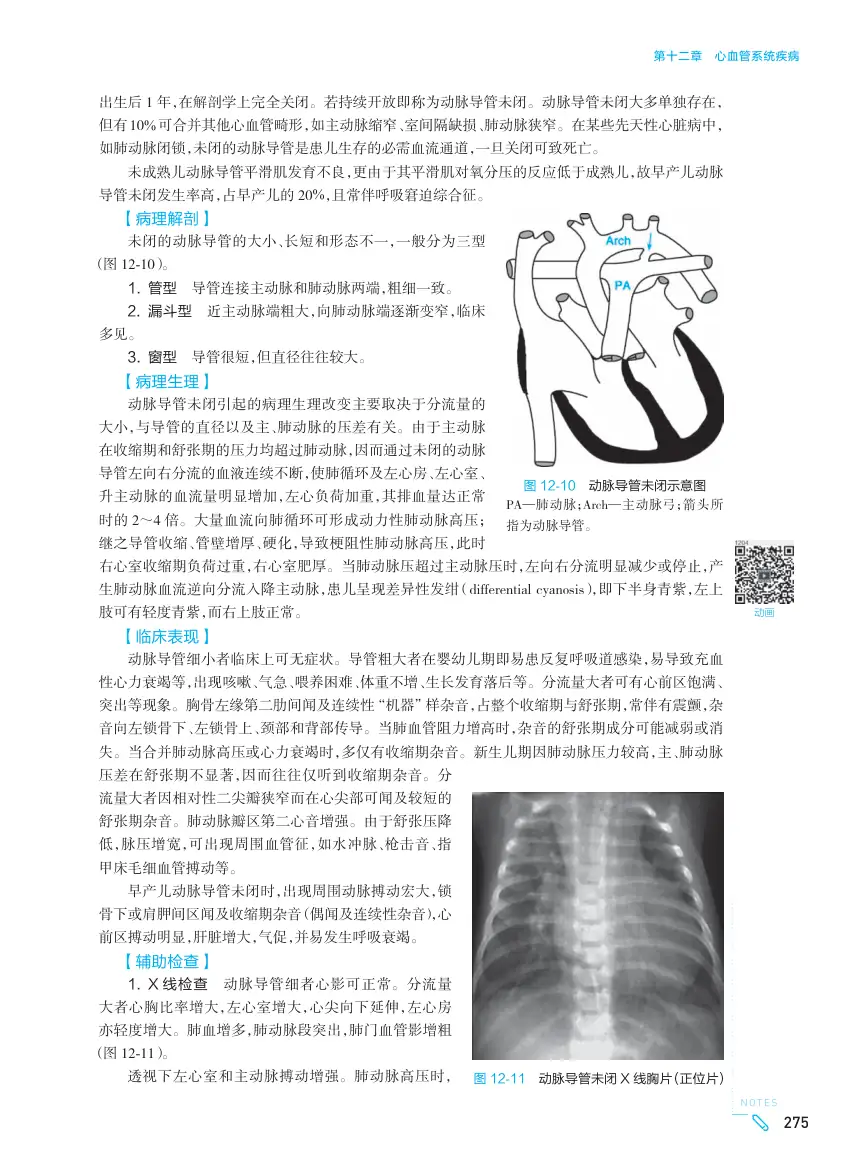 第十二章 心血管系统疾病
出生后 1 年,在解剖学上完全关闭。若持续开放即称为动脉导管未闭。动脉导管未闭大多单独存在,
但有10%可合并其他心血管畸形,如主动脉缩窄、室间隔缺损、肺动脉狭窄。在某些先天性心脏病中,
如肺动脉闭锁,未闭的动脉导管是患儿生存的必需血流通道,一旦关闭可致死亡。
未成熟儿动脉导管平滑肌发育不良,更由于其平滑肌对氧分压的反应低于成熟儿,故早产儿动脉
导管未闭发生率高,占早产儿的 20%,且常伴呼吸窘迫综合征。
【病理解剖】
未闭的动脉导管的大小、长短和形态不一,一般分为三型
(图 12-10)。
1. 管型 导管连接主动脉和肺动脉两端,粗细一致。
2. 漏斗型 近主动脉端粗大,向肺动脉端逐渐变窄,临床
多见。
3. 窗型 导管很短,但直径往往较大。
【病理生理】
动脉导管未闭引起的病理生理改变主要取决于分流量的
大小,与导管的直径以及主、肺动脉的压差有关。由于主动脉
在收缩期和舒张期的压力均超过肺动脉,因而通过未闭的动脉
导管左向右分流的血液连续不断,使肺循环及左心房、左心室、
升主动脉的血流量明显增加,左心负荷加重,其排血量达正常
时的 2~4 倍。大量血流向肺循环可形成动力性肺动脉高压;
继之导管收缩、管壁增厚、硬化,导致梗阻性肺动脉高压,此时
Arch
PA
图 12-10 动脉导管未闭示意图
PA—肺动脉;Arch—主动脉弓;箭头所
指为动脉导管。
右心室收缩期负荷过重,右心室肥厚。当肺动脉压超过主动脉压时,左向右分流明显减少或停止,产
生肺动脉血流逆向分流入降主动脉,患儿呈现差异性发绀(differential cyanosis),即下半身青紫,左上
肢可有轻度青紫,而右上肢正常。
1204
动画
【临床表现】
动脉导管细小者临床上可无症状。导管粗大者在婴幼儿期即易患反复呼吸道感染,易导致充血
性心力衰竭等,出现咳嗽、气急、喂养困难、体重不增、生长发育落后等。分流量大者可有心前区饱满、
突出等现象。胸骨左缘第二肋间闻及连续性“机器”样杂音,占整个收缩期与舒张期,常伴有震颤,杂
音向左锁骨下、左锁骨上、颈部和背部传导。当肺血管阻力增高时,杂音的舒张期成分可能减弱或消
失。当合并肺动脉高压或心力衰竭时,多仅有收缩期杂音。新生儿期因肺动脉压力较高,主、肺动脉
压差在舒张期不显著,因而往往仅听到收缩期杂音。分
流量大者因相对性二尖瓣狭窄而在心尖部可闻及较短的
舒张期杂音。肺动脉瓣区第二心音增强。由于舒张压降
低,脉压增宽,可出现周围血管征,如水冲脉、枪击音、指
甲床毛细血管搏动等。
早产儿动脉导管未闭时,出现周围动脉搏动宏大,锁
骨下或肩胛间区闻及收缩期杂音(偶闻及连续性杂音),心
前区搏动明显,肝脏增大,气促,并易发生呼吸衰竭。
【辅助检查】
1. X 线检查 动脉导管细者心影可正常。分流量
大者心胸比率增大,左心室增大,心尖向下延伸,左心房
亦轻度增大。肺血增多,肺动脉段突出,肺门血管影增粗
(图 12-11)。
透视下左心室和主动脉搏动增强。肺动脉高压时,
图 12-11 动脉导管未闭 X 线胸片(正位片)
NOTES
275